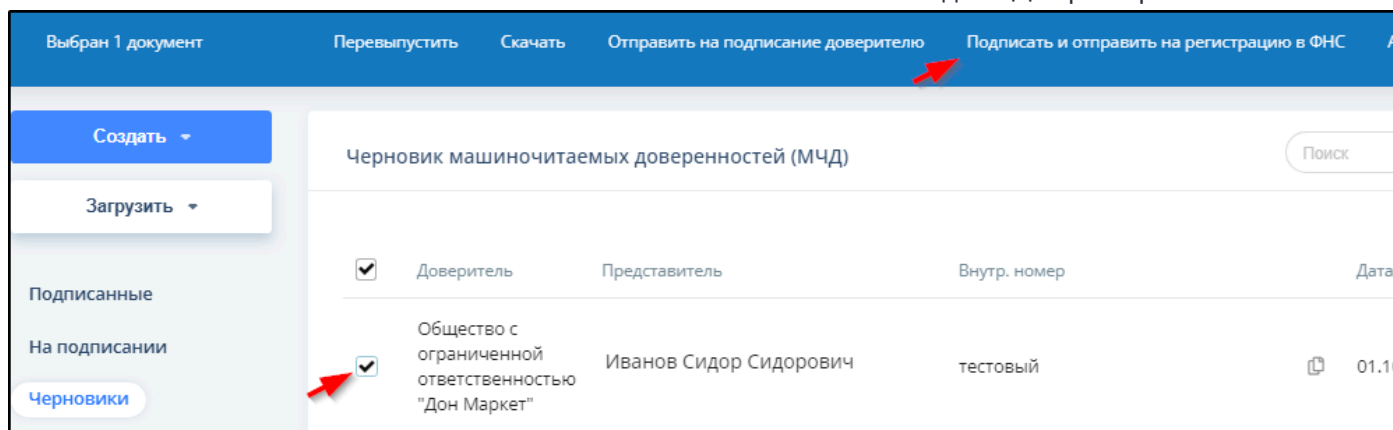 Выбран 1 документ Перевыпустить Скачать Отправить на подписание доверителю Подписать и отправить на регистрацию в ФНС
Создать
Черновик машиночитаемых доверенностей (МЧД) Поиск
Загрузить
Доверитель Представитель Внутр. номер Дата
Подписанные
На подписании
Черновики
Общество с
ограниченной
ответственностью
"Дон Маркет"
Иванов Сидор Сидорович тестовый